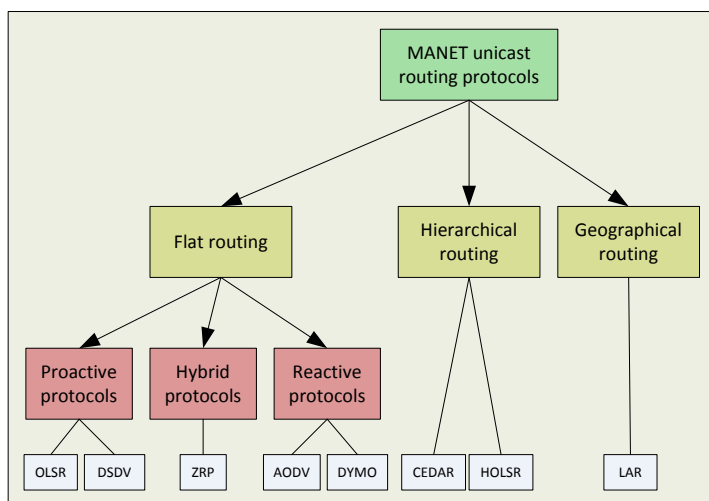 MANET unicast
routing protocols
Flat routing
Hierarchical
routing
Geographical
routing
Proactive
protocols
Hybrid
protocols
Reactive
protocols
OLSR
DSDV
ZRP
AODV
DYMO
CEDAR
HOLSR
LAR